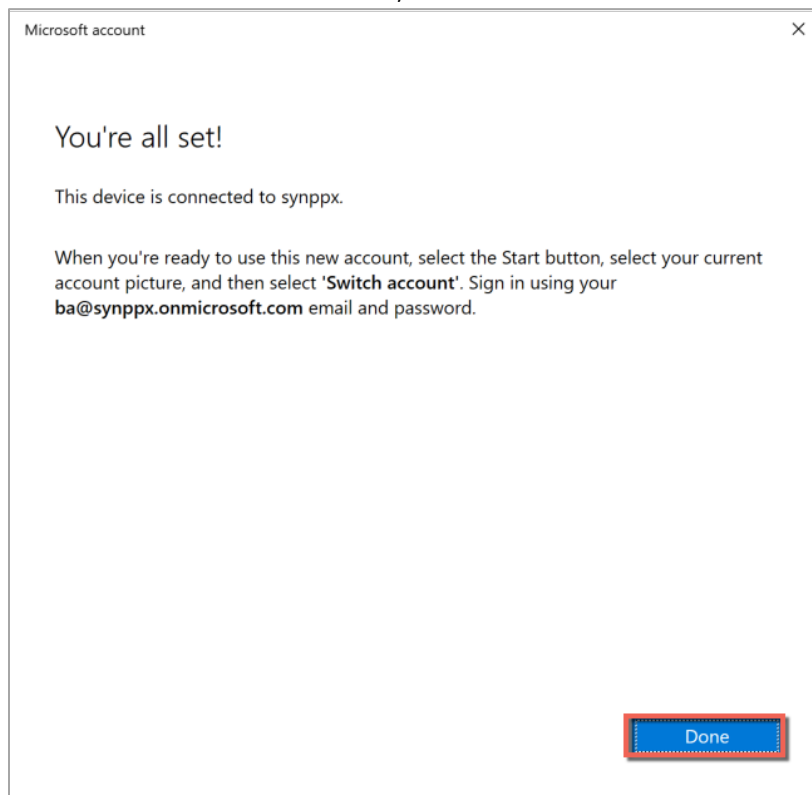 Microsoft account
You're all set!
This device is connected to synppx.
When you're ready to use this new account, select the Start button, select your current
account picture, and then select 'Switch account'. Sign in using your
ba@synppx.onmicrosoft.com email and password.
Done